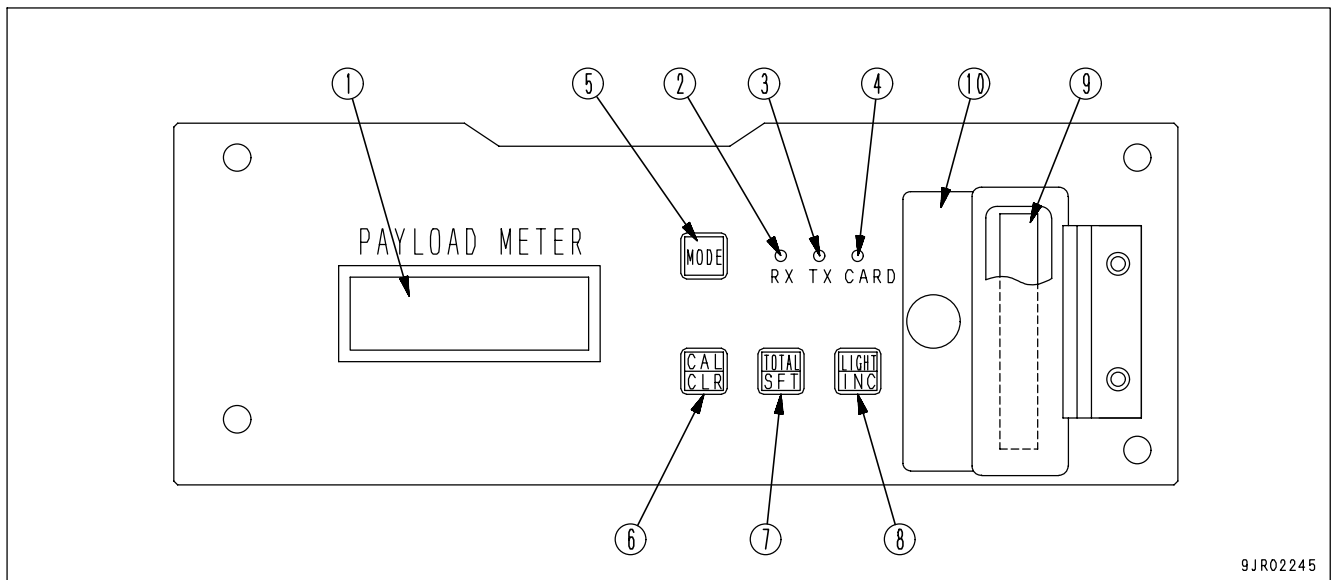 ① ⑤ ② ③ ④ ⑩ ⑨
PAYLOAD METER
MODE
RX TX CARD
CAL
CLR
TOTAL
SFT
LIGHT
INC
⑥ ⑦ ⑧
9JR02245